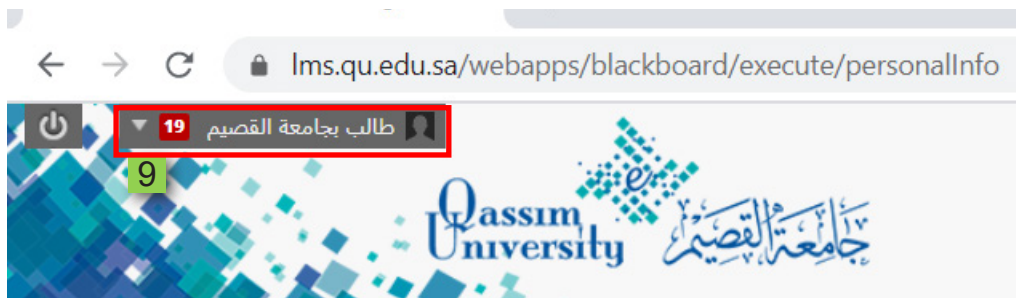 lms.qu.edu.sa/webapps/blackboard/execute/personalInfo
طالب بجامعة القصيم 19
9
e
Qassim
University
جامعة القصيم